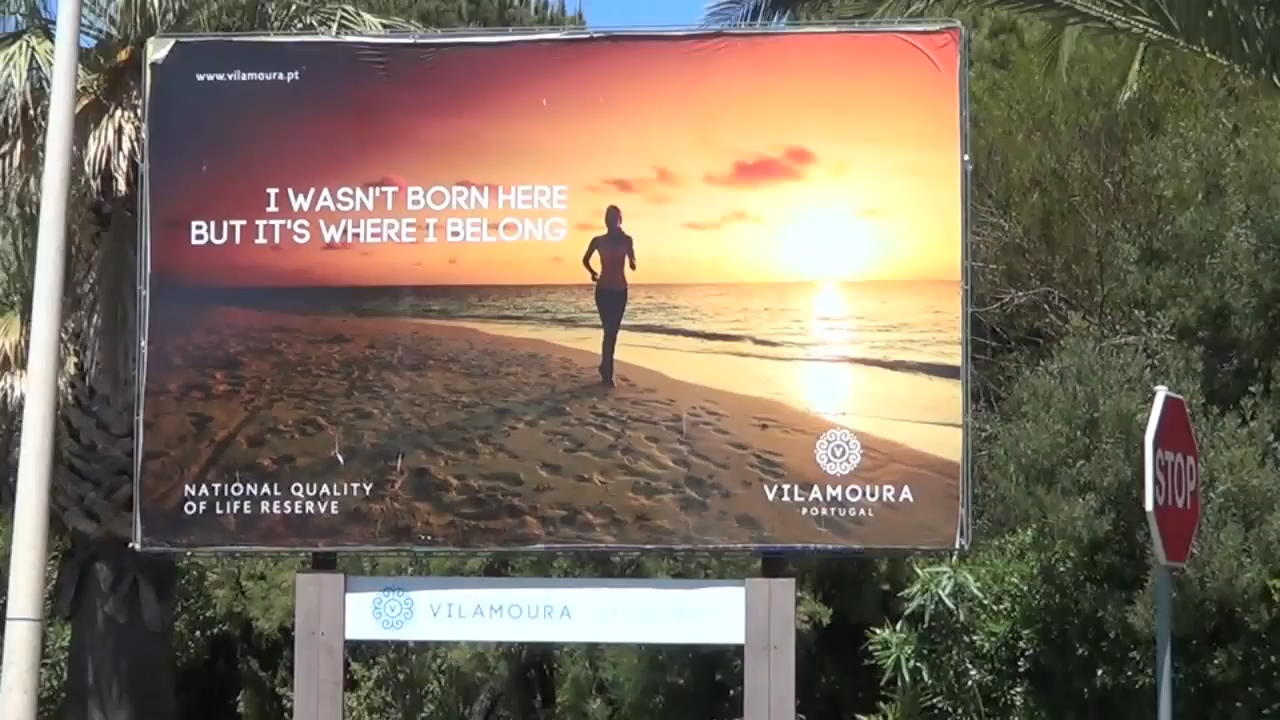 www.vilamoura.pt
I WASN'T BORN HERE
BUT IT'S WHERE I BELONG
NATIONAL QUALITY
OF LIFE RESERVE
V
VILAMOURA
PORTUGAL
V
VILAMOURA
STOP